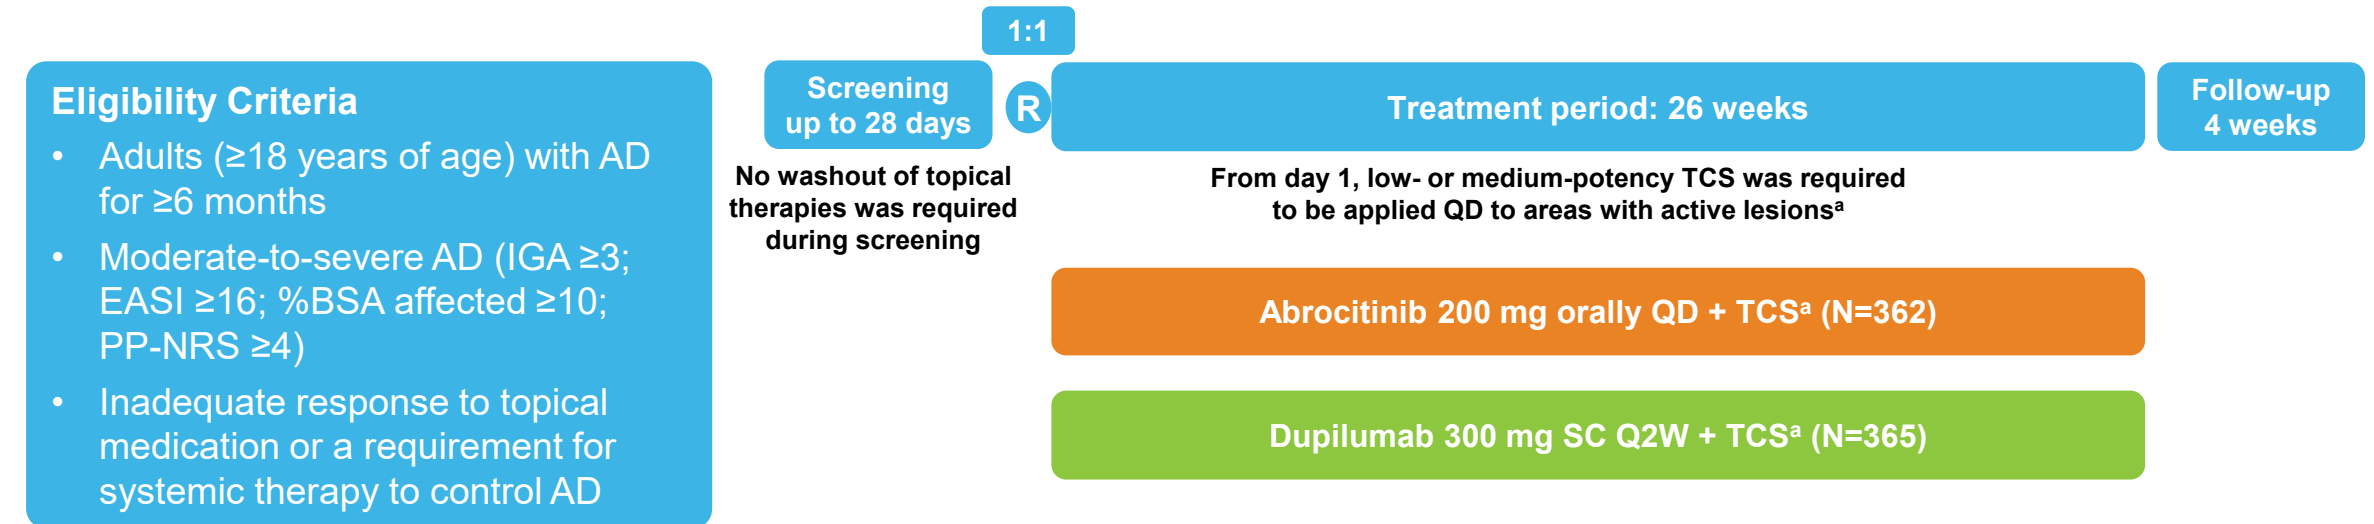 Eligibility Criteria
• Adults (≥18 years of age) with AD
for ≥6 months
• Moderate-to-severe AD (IGA ≥3;
EASI ≥16; %BSA affected ≥10;
PP-NRS ≥4)
• Inadequate response to topical
medication or a requirement for
systemic therapy to control AD
Screening
up to 28 days
No washout of topical
therapies was required
during screening
1:1
R
Treatment period: 26 weeks
From day 1, low- or medium-potency TCS was required
to be applied QD to areas with active lesionsᵃ
Abrocitinib 200 mg orally QD + TCSᵃ (N=362)
Dupilumab 300 mg SC Q2W + TCSᵃ (N=365)
Follow-up
4 weeks